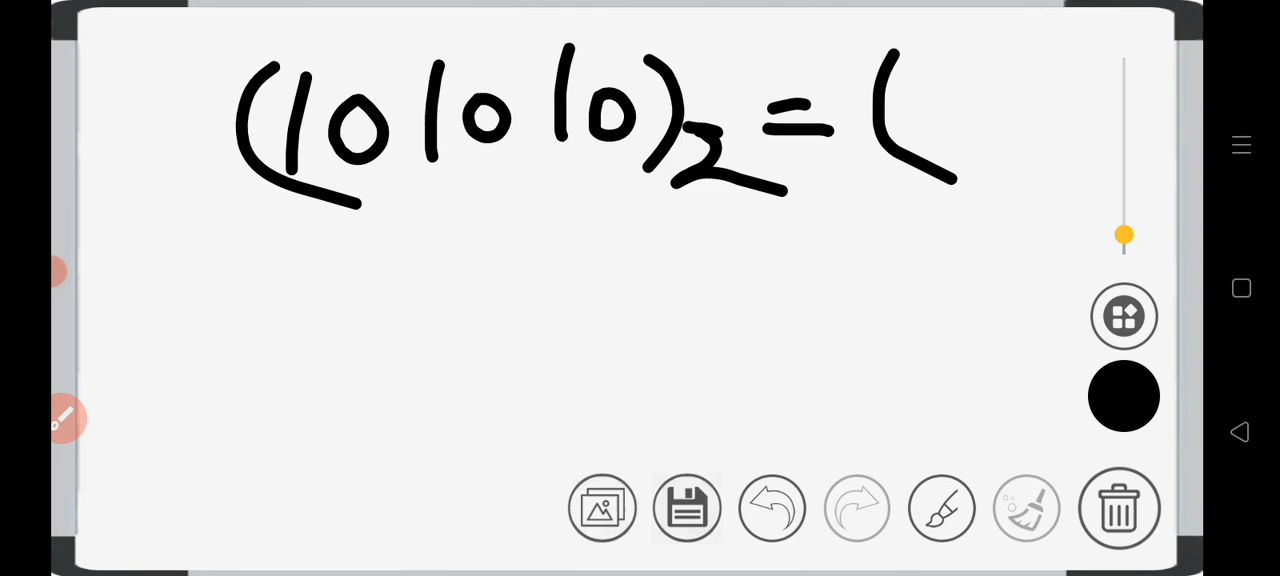 (101010)₂ = (